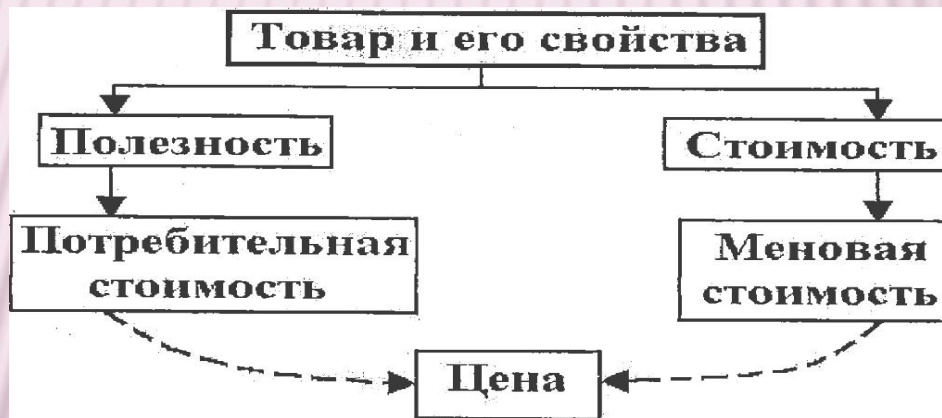 Товар и его свойства
Полезность
Стоимость
Потребительная
стоимость
Меновая
стоимость
Цена